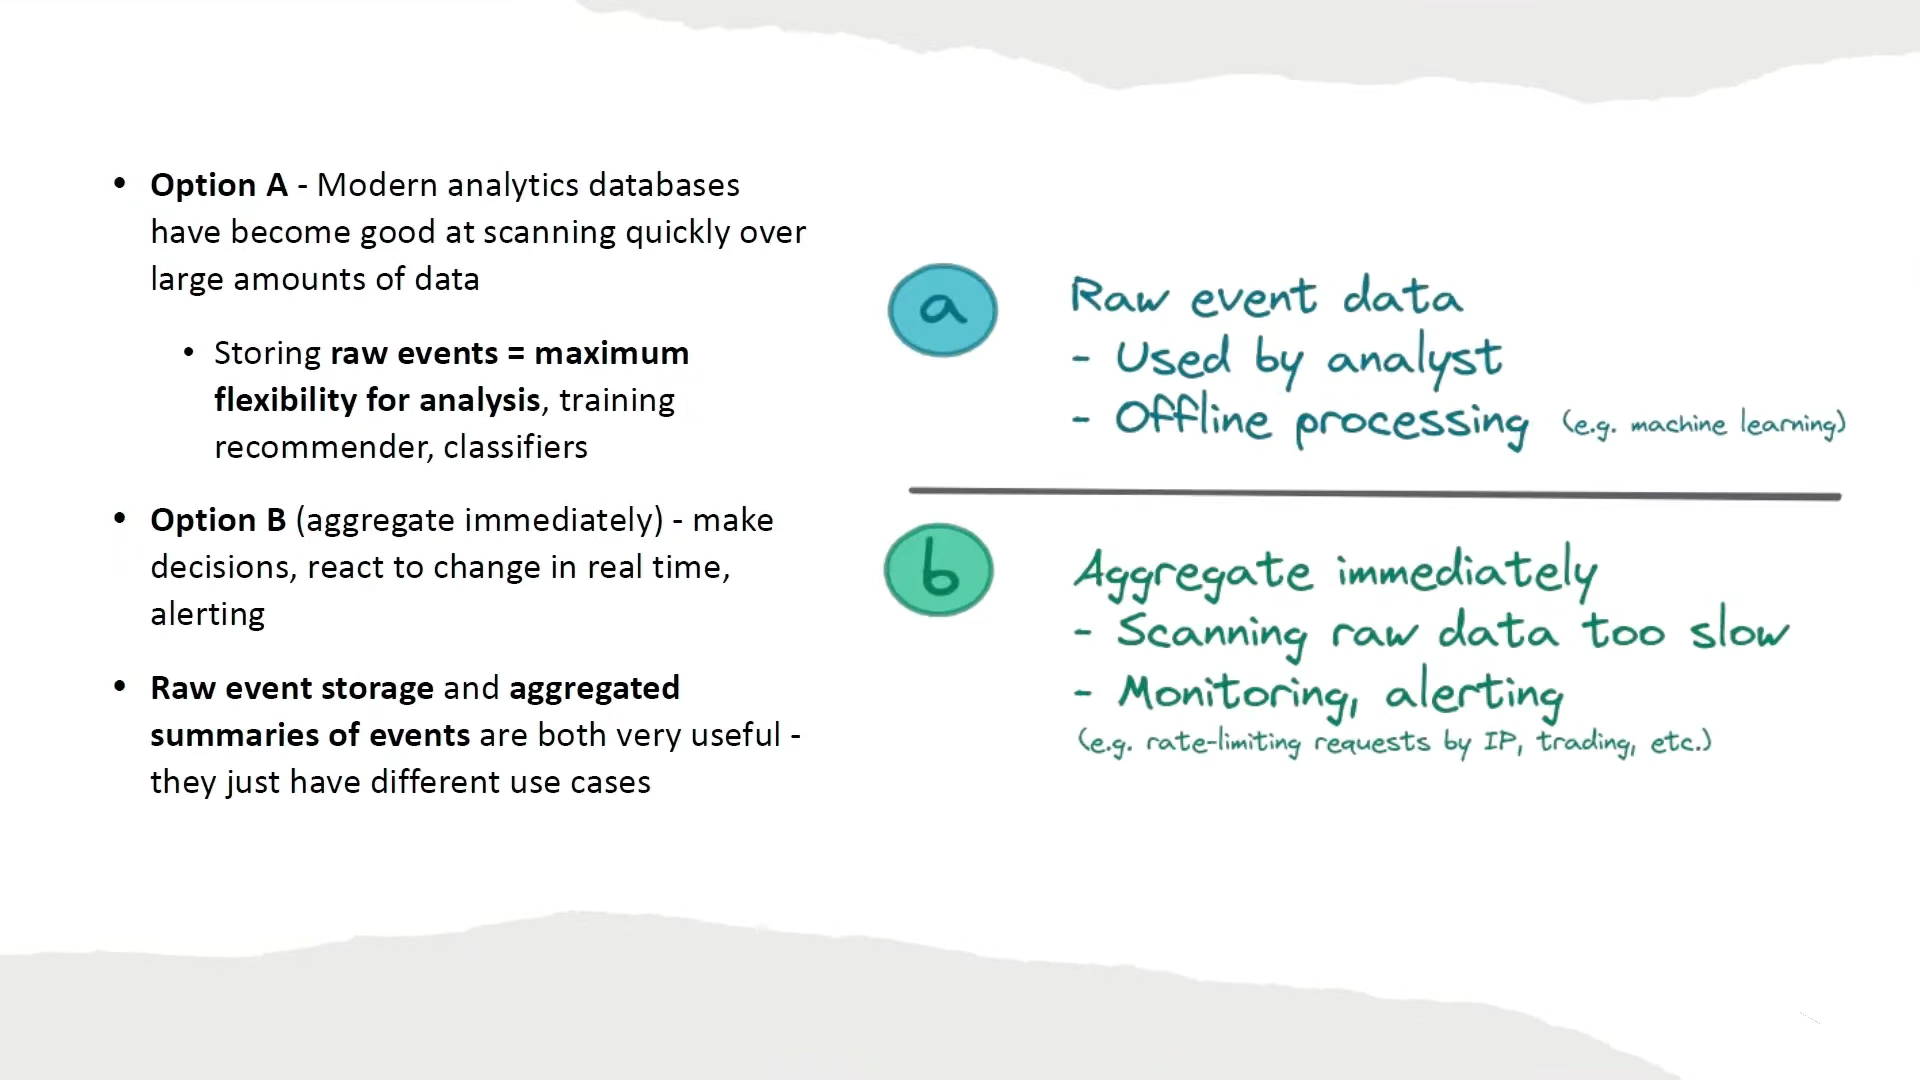 • Option A - Modern analytics databases
have become good at scanning quickly over
large amounts of data
• Storing raw events = maximum
flexibility for analysis, training
recommender, classifiers
• Option B (aggregate immediately) - make
decisions, react to change in real time,
alerting
• Raw event storage and aggregated
summaries of events are both very useful -
they just have different use cases
a
Raw event data
- Used by analyst
- Offline processing (e.g. machine learning)
b
Aggregate immediately
- Scanning raw data too slow
- Monitoring, alerting
(e.g. rate-limiting requests by IP, trading, etc.)